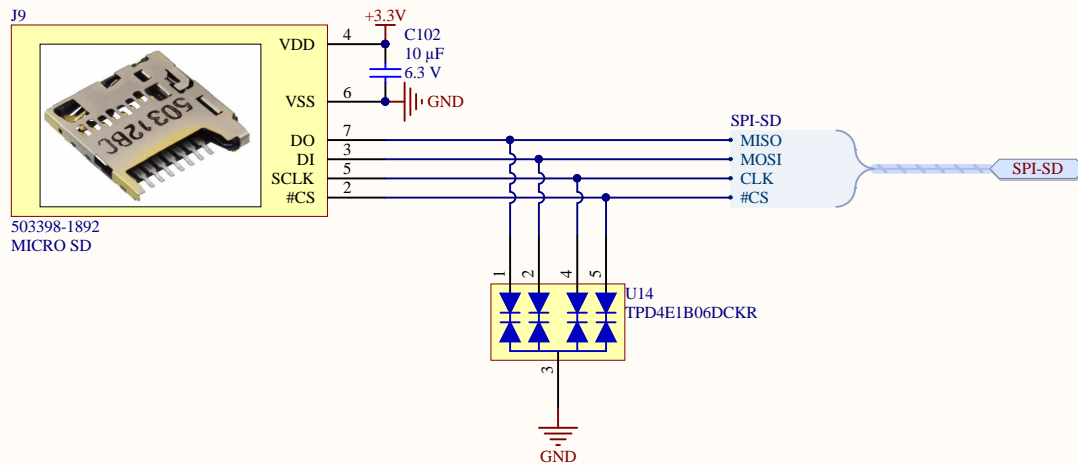 J9
+3.3V
VDD
4
C102
10 µF
6.3 V
VSS
6
GND
50312BC
DO
7
DI
3
SCLK
5
#CS
2
503398-1892
MICRO SD
SPI-SD
MISO
MOSI
CLK
#CS
SPI-SD
1
2
4
5
U14
TPD4E1B06DCKR
3
GND